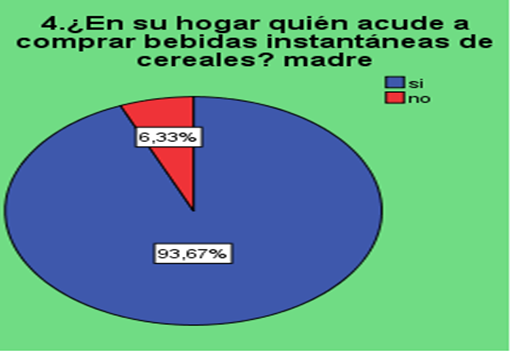 4.¿En su hogar quién acude a
comprar bebidas instantáneas de
cereales? madre
si
no
6,33%
93,67%